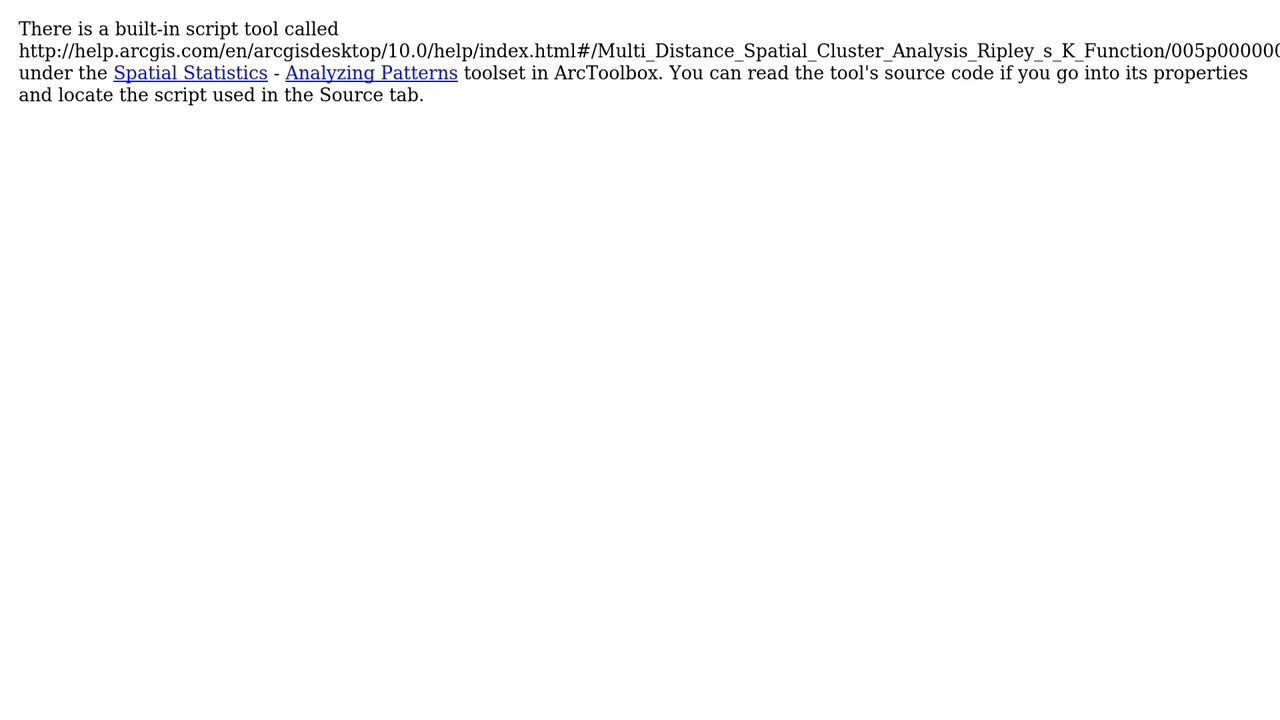 There is a built-in script tool called
http://help.arcgis.com/en/arcgisdesktop/10.0/help/index.html#/Multi_Distance_Spatial_Cluster_Analysis_Ripley_s_K_Function/005p000000
under the Spatial Statistics - Analyzing Patterns toolset in ArcToolbox. You can read the tool's source code if you go into its properties
and locate the script used in the Source tab.